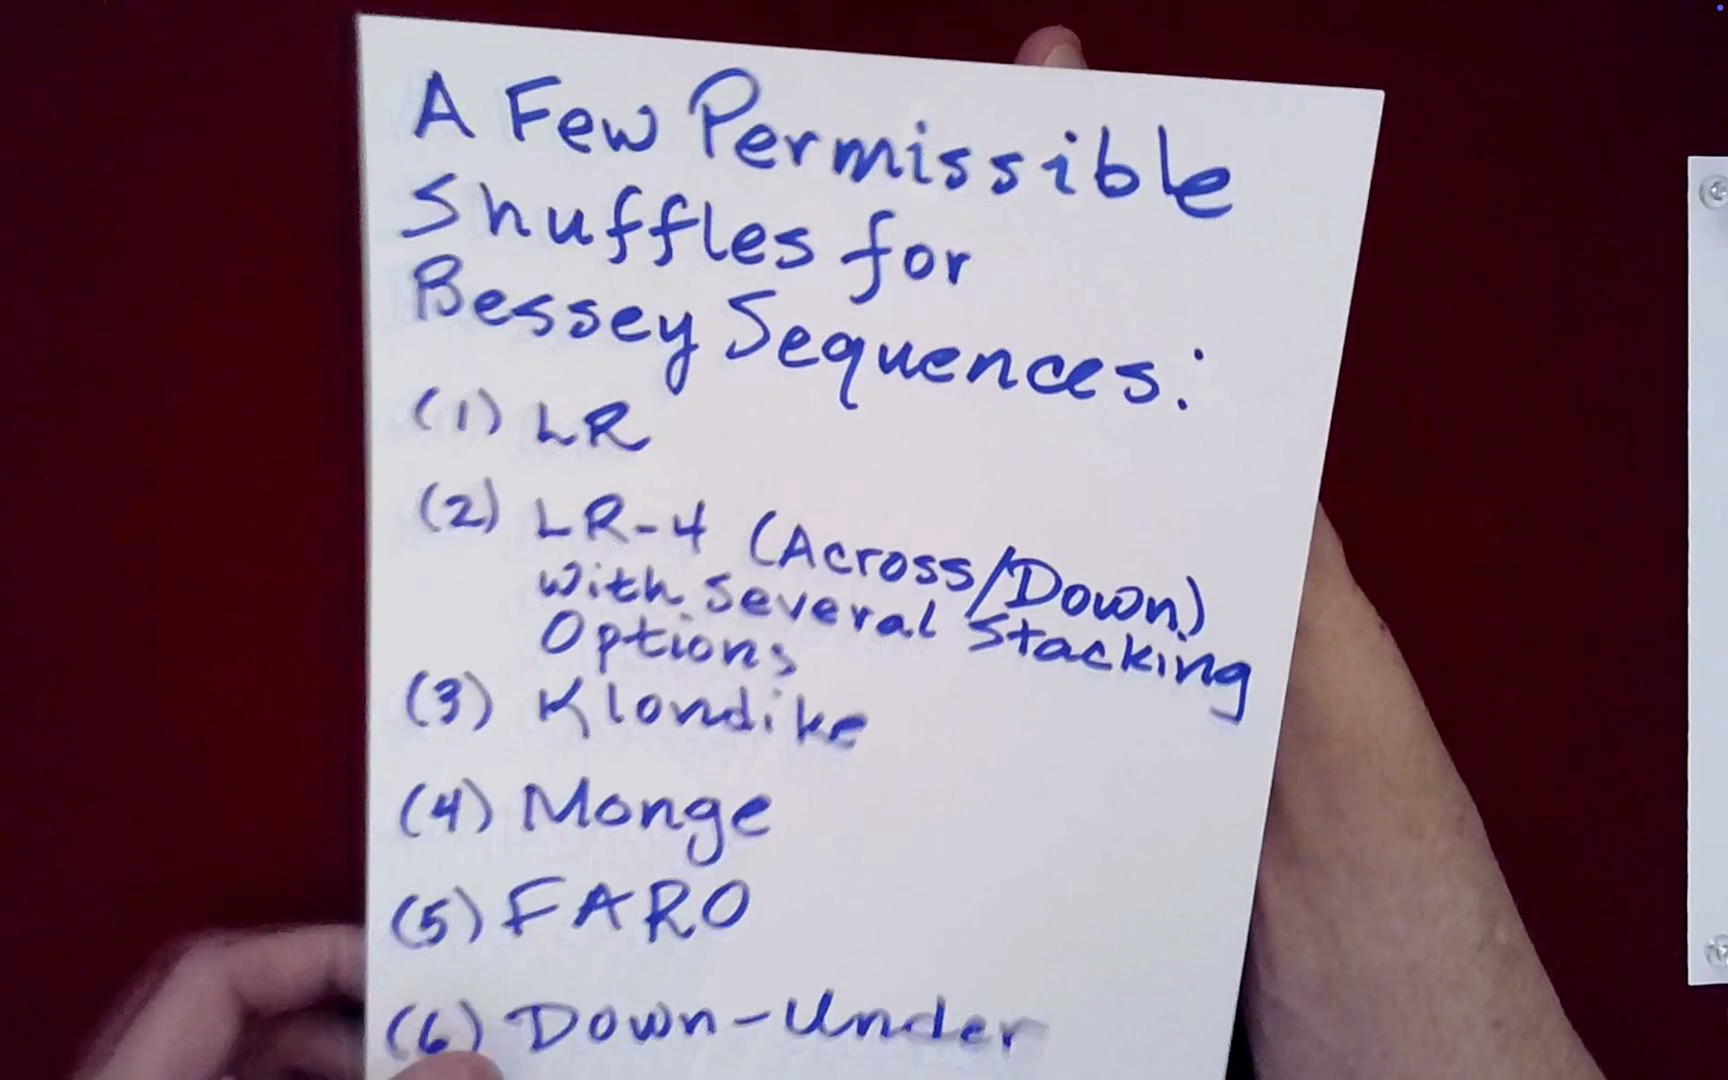 A Few Permissible
Shuffles for
Bessey Sequences:
(1) LR
(2) LR-4 (Across/Down)
with several stacking
Options
(3) Klondike
(4) Monge
(5) FARO
(6) Down-Under